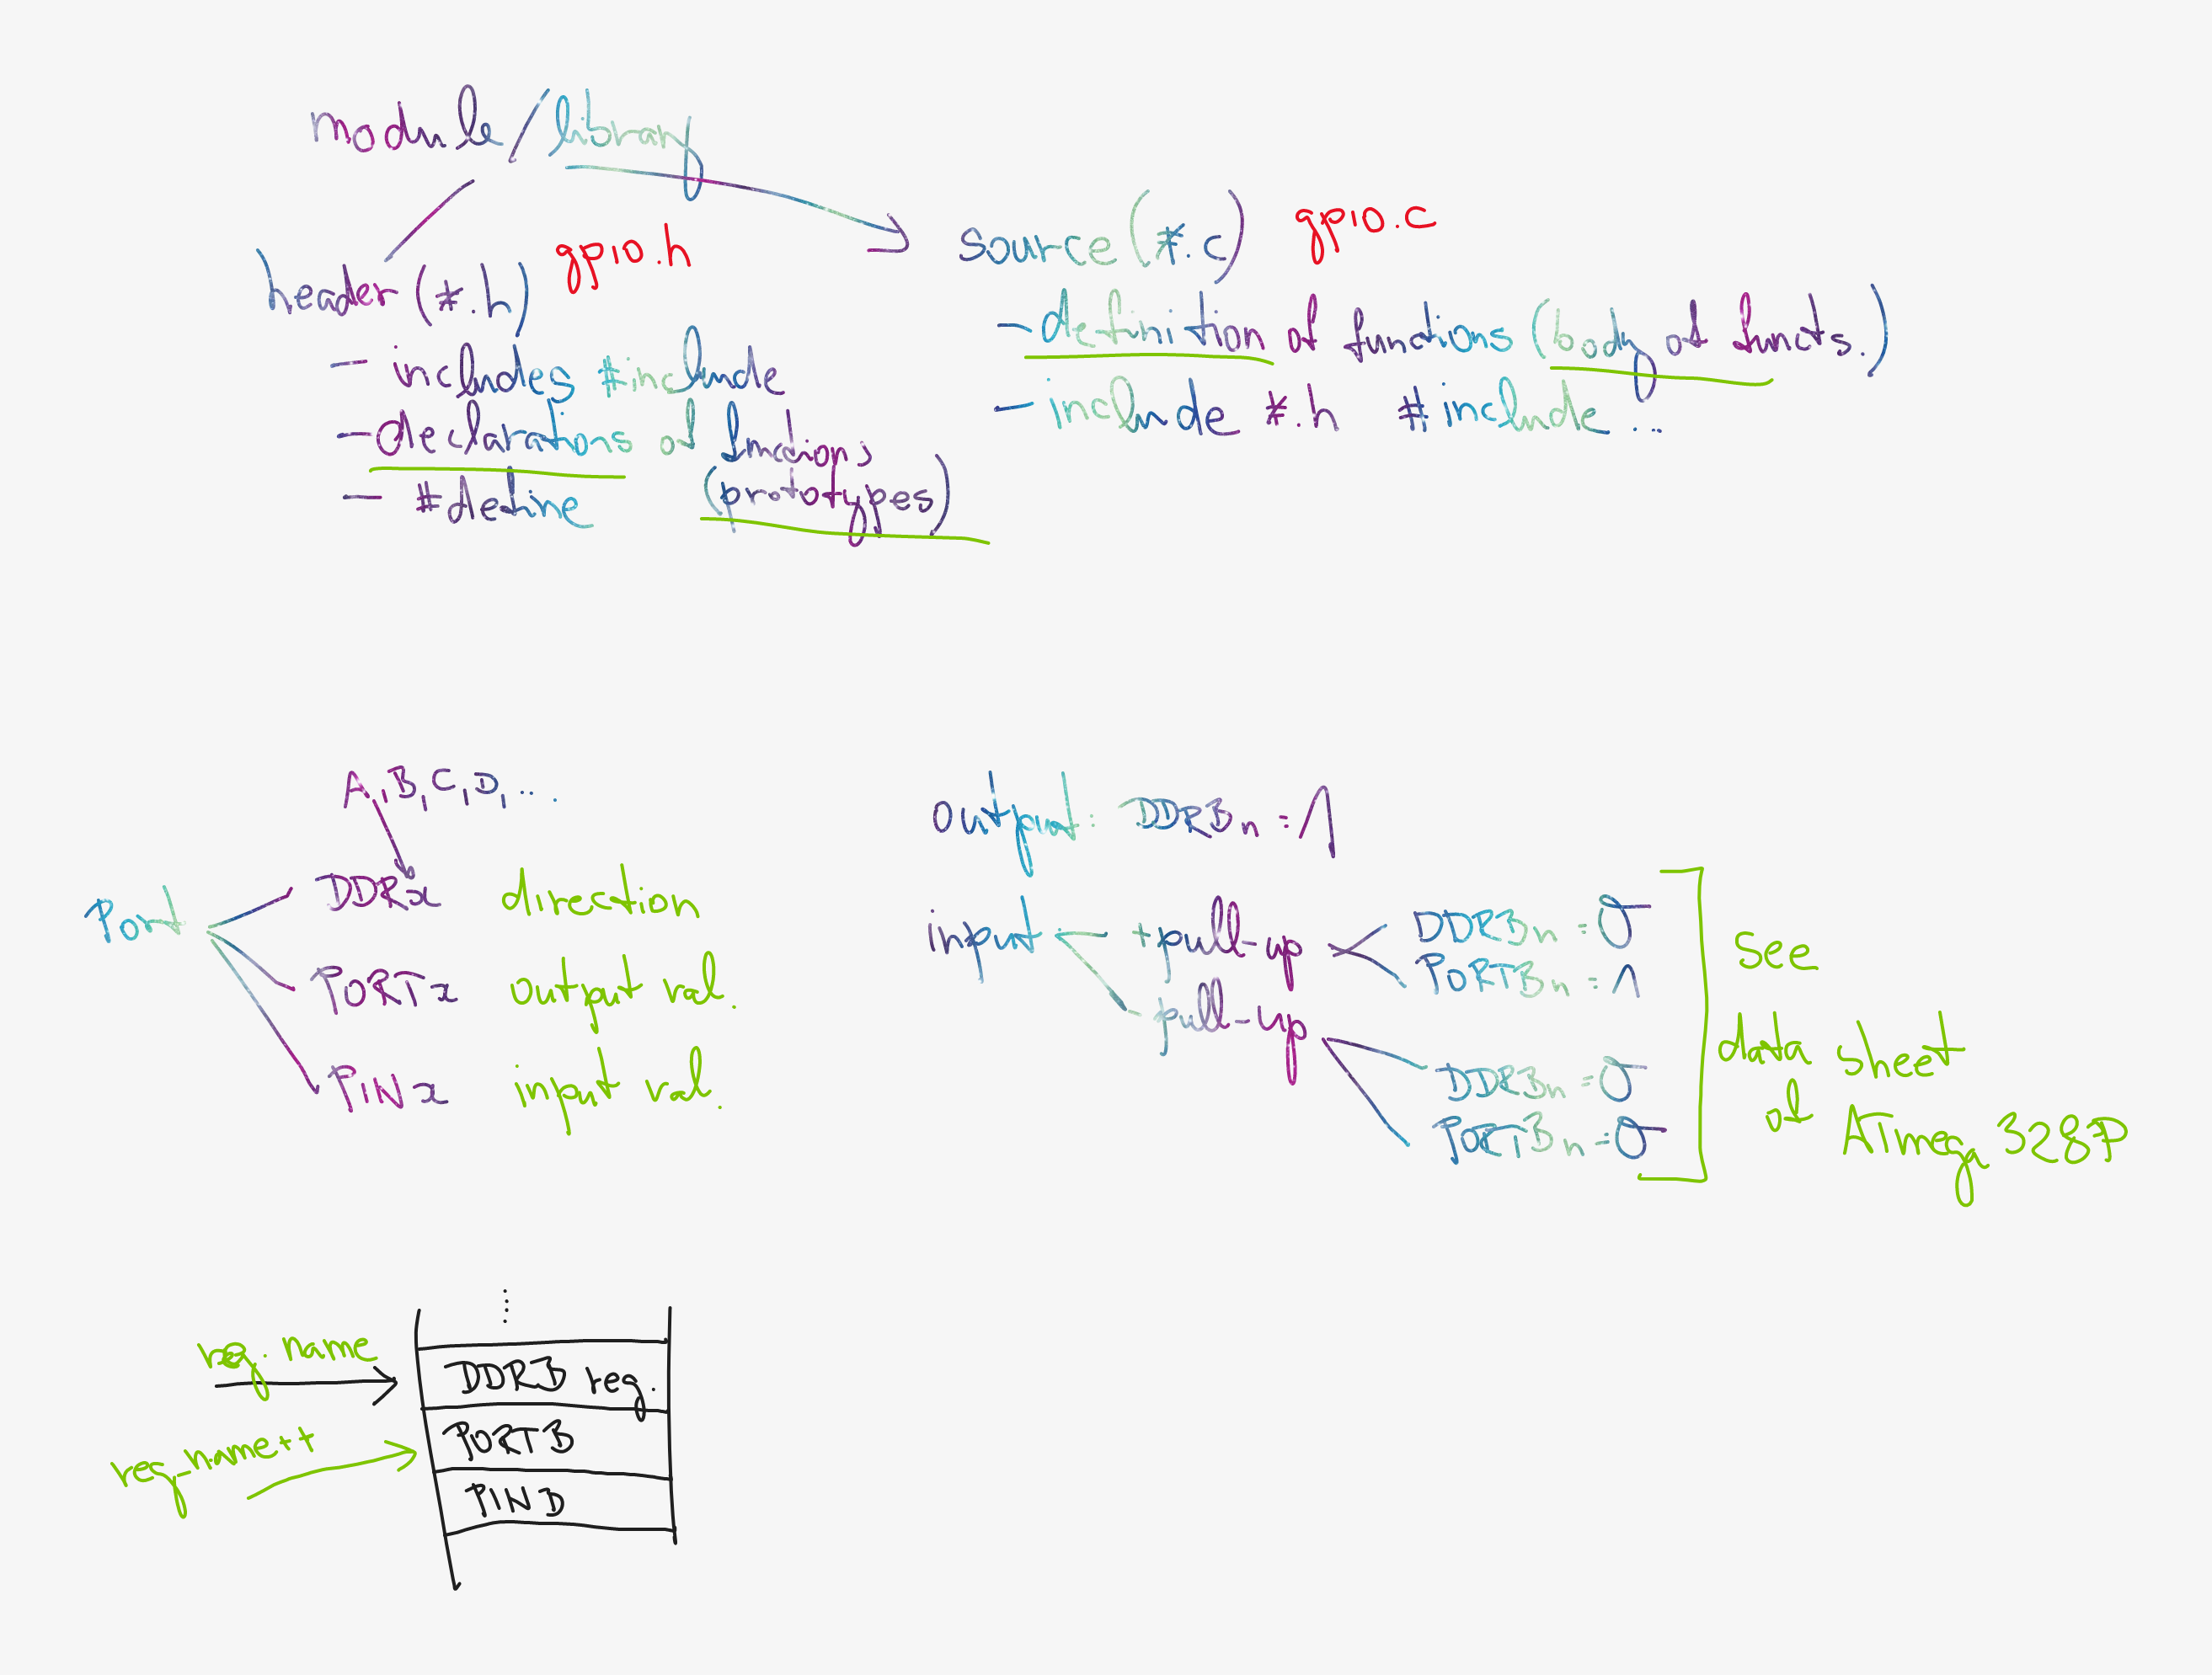 module/library
header (*.h) gpio.h
- includes #include
- declarations of functions
(prototypes)
- #define
source (*.c) gpio.c
- definition of functions (body of functs.)
- include *.h #include ...
A, B, C, D, ...
Port
DDRx direction
PORTx output val.
PINx input val.
output: DDRBn = 1
input
+pull-up
DDRBn = 0
PORTBn = 1
-pull-up
DDRBn = 0
PORTBn = 0
See
data sheet
of ATmega328P
reg. name
DDRB reg.
reg_name++
PORTB
PIND